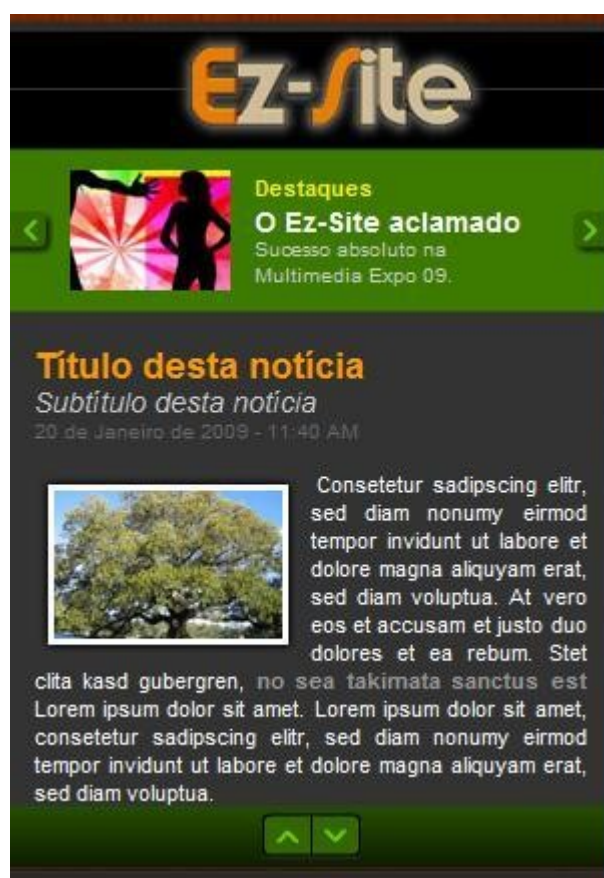 Ez-Site
Destaques
O Ez-Site aclamado
Sucesso absoluto na
Multimedia Expo 09.
Título desta notícia
Subtítulo desta notícia
20 de Janeiro de 2009 - 11:40 AM
Consetetur sadipscing elitr,
sed diam nonumy eirmod
tempor invidunt ut labore et
dolore magna aliquyam erat,
sed diam voluptua. At vero
eos et accusam et justo duo
dolores et ea rebum. Stet
clita kasd gubergren, no sea takimata sanctus est
Lorem ipsum dolor sit amet. Lorem ipsum dolor sit amet,
consetetur sadipscing elitr, sed diam nonumy eirmod
tempor invidunt ut labore et dolore magna aliquyam erat,
sed diam voluptua.